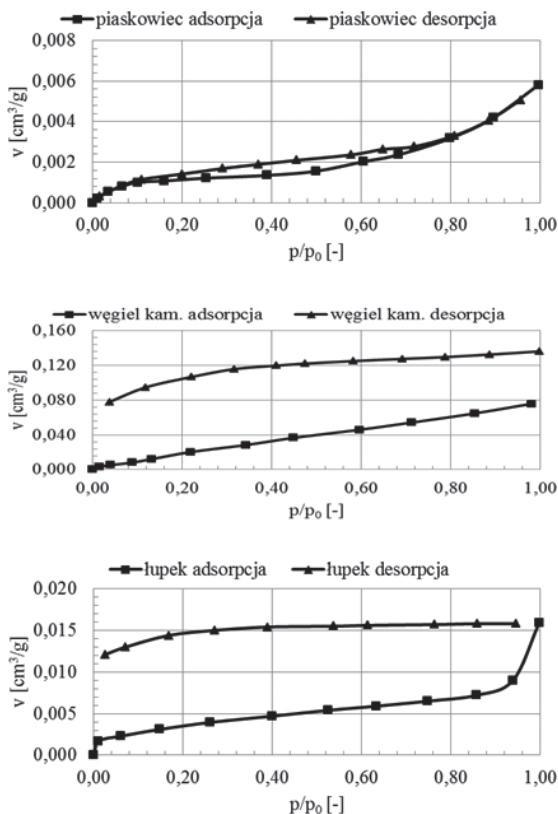 piaskowiec adsorpcja piaskowiec desorpcja
v [cm³/g]
0,008
0,006
0,004
0,002
0,000
0,00 0,20 0,40 0,60 0,80 1,00
p/p₀ [-]
węgiel kam. adsorpcja węgiel kam. desorpcja
v [cm³/g]
0,160
0,120
0,080
0,040
0,000
0,00 0,20 0,40 0,60 0,80 1,00
p/p₀ [-]
łupek adsorpcja łupek desorpcja
v [cm³/g]
0,020
0,015
0,010
0,005
0,000
0,00 0,20 0,40 0,60 0,80 1,00
p/p₀ [-]